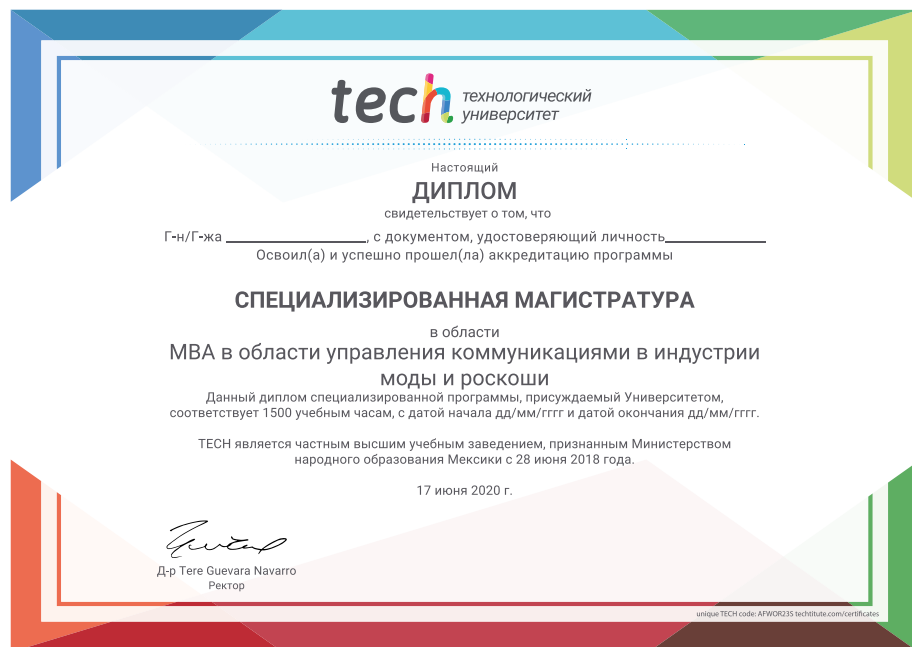 tech технологический
университет
Настоящий
ДИПЛОМ
свидетельствует о том, что
Г-н/Г-жа , с документом, удостоверяющий личность
Освоил(а) и успешно прошел(ла) аккредитацию программы
СПЕЦИАЛИЗИРОВАННАЯ МАГИСТРАТУРА
в области
MBA в области управления коммуникациями в индустрии
моды и роскоши
Данный диплом специализированной программы, присуждаемый Университетом,
соответствует 1500 учебным часам, с датой начала дд/мм/гггг и датой окончания дд/мм/гггг.
TECH является частным высшим учебным заведением, признанным Министерством
народного образования Мексики с 28 июня 2018 года.
17 июня 2020 г.
Д-р Tere Guevara Navarro
Ректор
unique TECH code: AFWOR23S techtitute.com/certificates